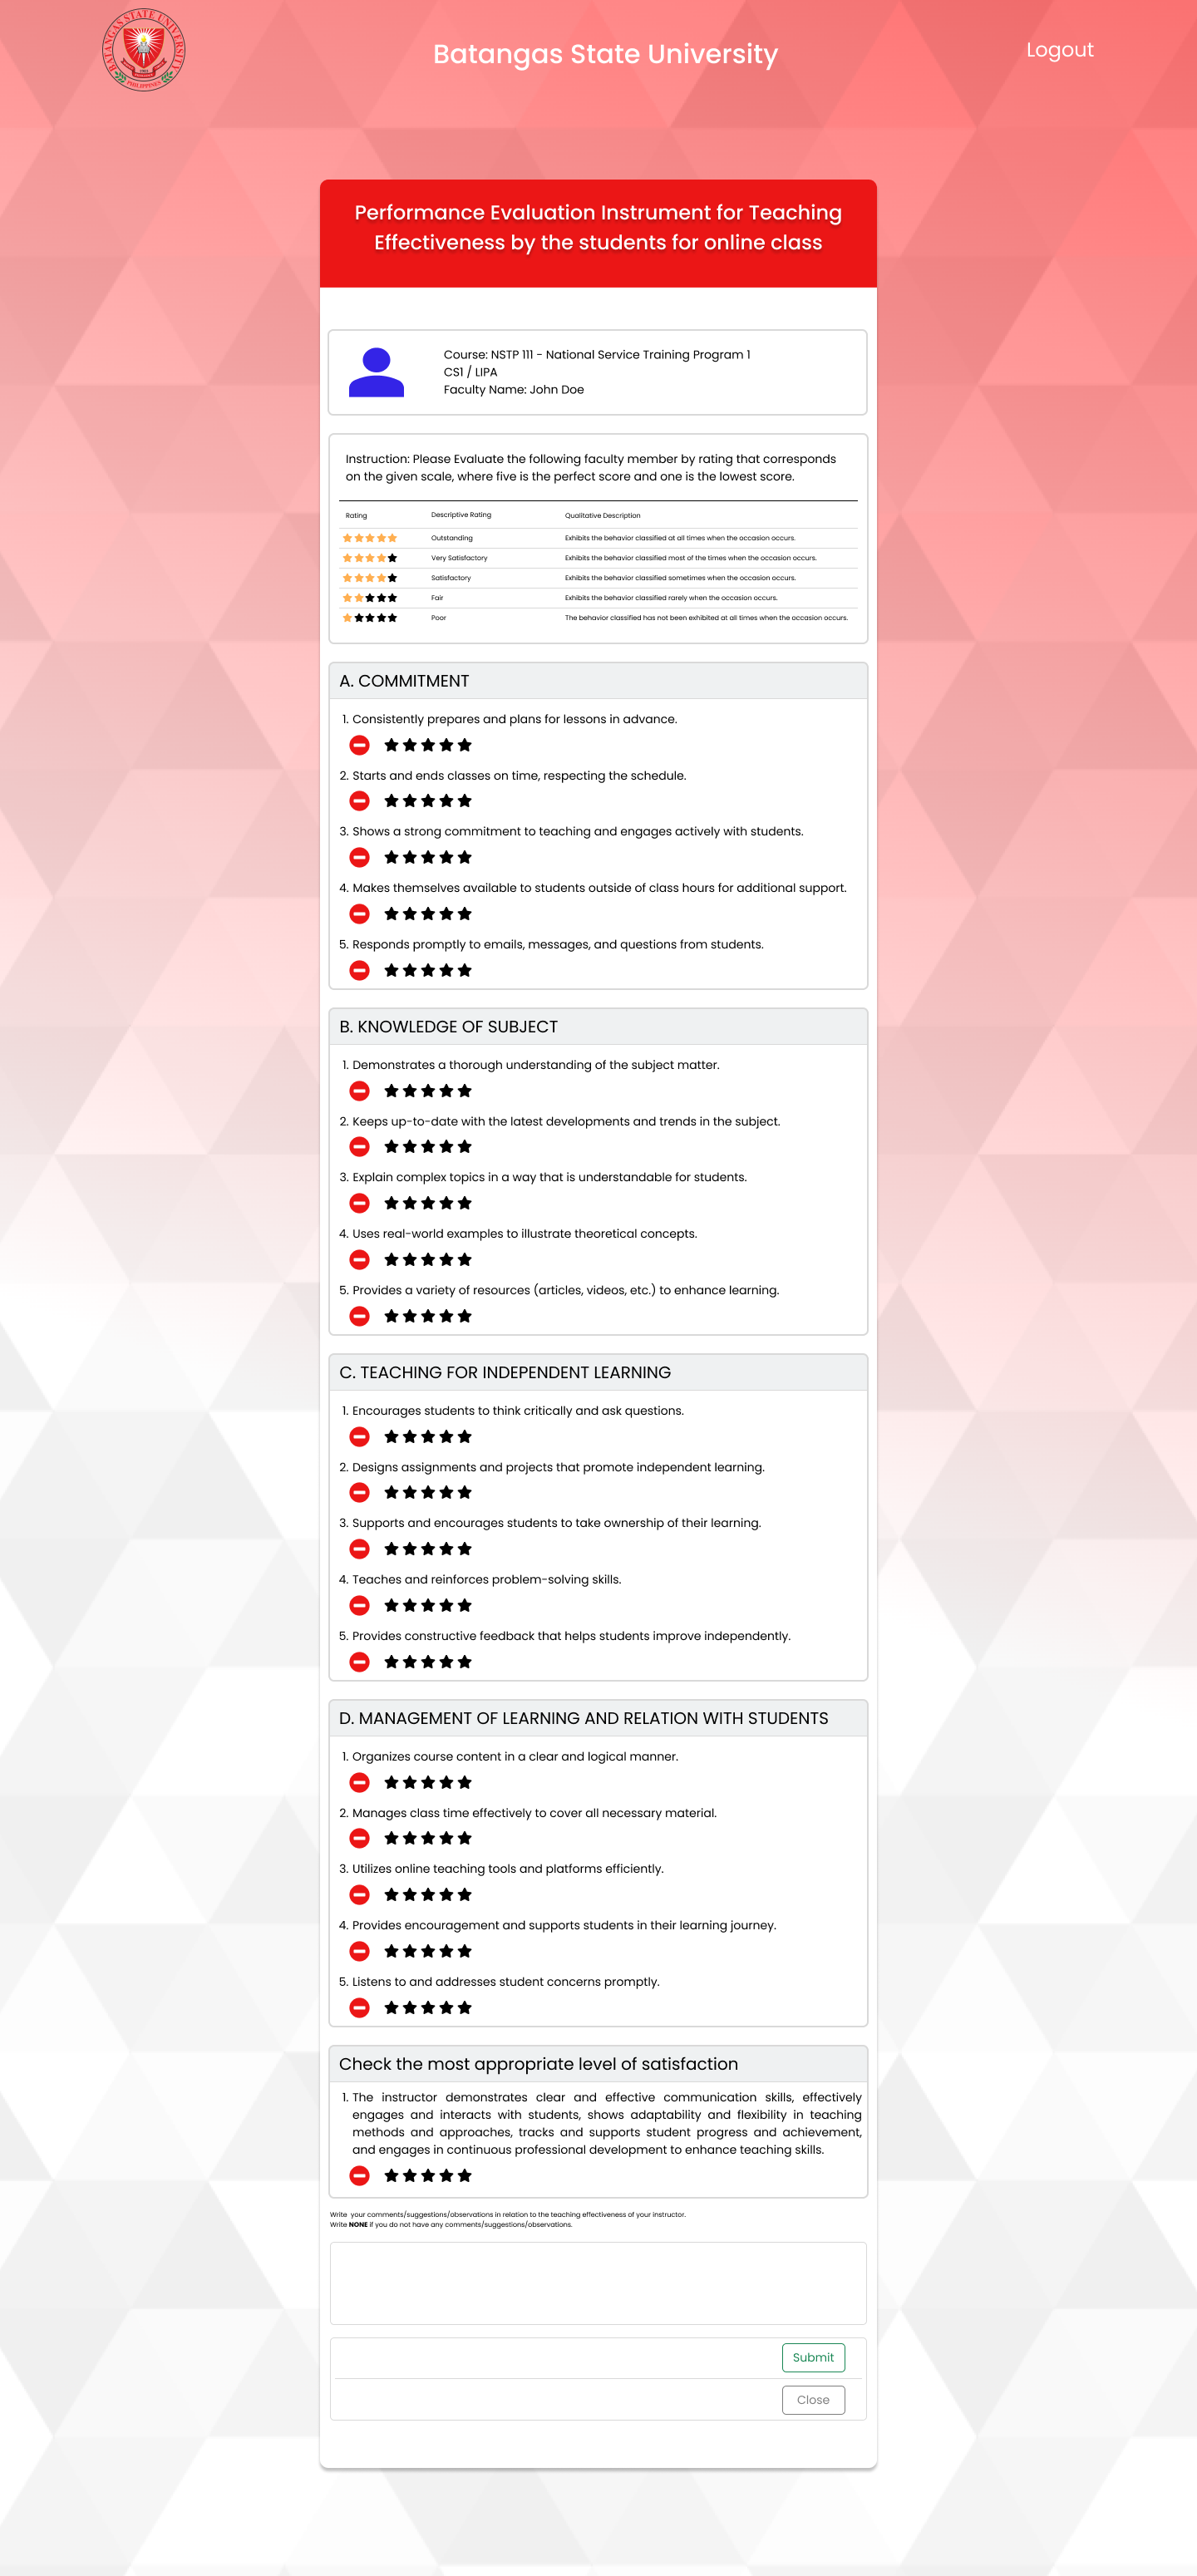 BATANGAS STATE UNIVERSITY
PHILIPPINES
Batangas State University
Logout
Performance Evaluation Instrument for Teaching
Effectiveness by the students for online class
Course: NSTP 111 - National Service Training Program 1
CS1 / LIPA
Faculty Name: John Doe
Instruction: Please Evaluate the following faculty member by rating that corresponds
on the given scale, where five is the perfect score and one is the lowest score.
Rating Descriptive Rating Qualitative Description
Outstanding Exhibits the behavior classified at all times when the occasion occurs.
Very Satisfactory Exhibits the behavior classified most of the times when the occasion occurs.
Satisfactory Exhibits the behavior classified sometimes when the occasion occurs.
Fair Exhibits the behavior classified rarely when the occasion occurs.
Poor The behavior classified has not been exhibited at all times when the occasion occurs.
A. COMMITMENT
1. Consistently prepares and plans for lessons in advance.
2. Starts and ends classes on time, respecting the schedule.
3. Shows a strong commitment to teaching and engages actively with students.
4. Makes themselves available to students outside of class hours for additional support.
5. Responds promptly to emails, messages, and questions from students.
B. KNOWLEDGE OF SUBJECT
1. Demonstrates a thorough understanding of the subject matter.
2. Keeps up-to-date with the latest developments and trends in the subject.
3. Explain complex topics in a way that is understandable for students.
4. Uses real-world examples to illustrate theoretical concepts.
5. Provides a variety of resources (articles, videos, etc.) to enhance learning.
C. TEACHING FOR INDEPENDENT LEARNING
1. Encourages students to think critically and ask questions.
2. Designs assignments and projects that promote independent learning.
3. Supports and encourages students to take ownership of their learning.
4. Teaches and reinforces problem-solving skills.
5. Provides constructive feedback that helps students improve independently.
D. MANAGEMENT OF LEARNING AND RELATION WITH STUDENTS
1. Organizes course content in a clear and logical manner.
2. Manages class time effectively to cover all necessary material.
3. Utilizes online teaching tools and platforms efficiently.
4. Provides encouragement and supports students in their learning journey.
5. Listens to and addresses student concerns promptly.
Check the most appropriate level of satisfaction
1. The instructor demonstrates clear and effective communication skills, effectively
engages and interacts with students, shows adaptability and flexibility in teaching
methods and approaches, tracks and supports student progress and achievement,
and engages in continuous professional development to enhance teaching skills.
Write your comments/suggestions/observations in relation to the teaching effectiveness of your instructor.
Write NONE if you do not have any comments/suggestions/observations.
Submit
Close